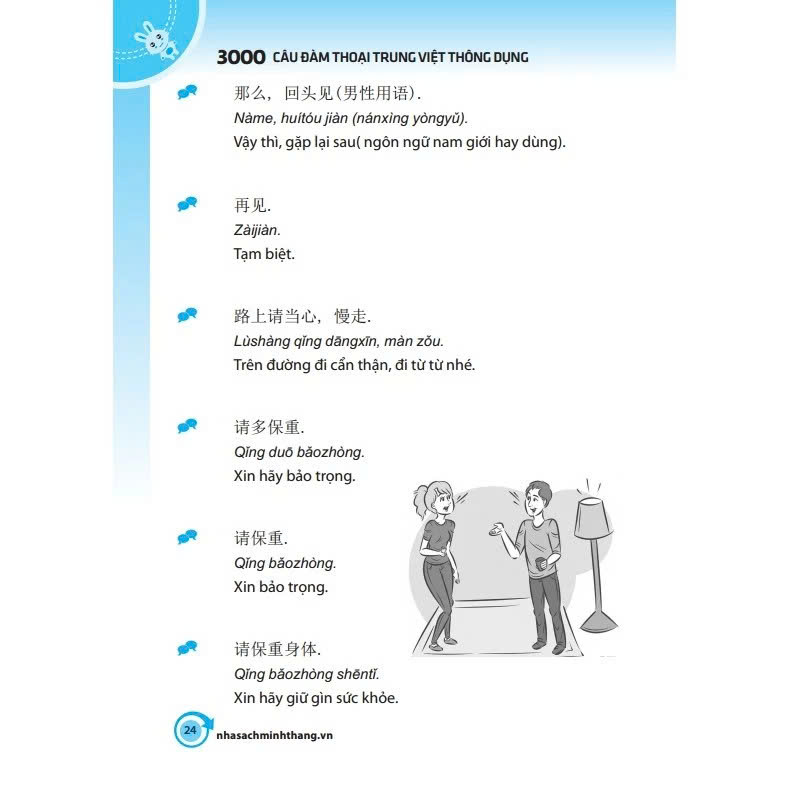 3000 CÂU ĐÀM THOẠI TRUNG VIỆT THÔNG DỤNG
那么, 回头见(男性用语).
Nàme, huítóu jiàn (nánxìng yòngyǔ).
Vậy thì, gặp lại sau( ngôn ngữ nam giới hay dùng).
再见.
Zàijiàn.
Tạm biệt.
路上请当心, 慢走.
Lùshàng qǐng dāngxīn, màn zǒu.
Trên đường đi cẩn thận, đi từ từ nhé.
请多保重.
Qǐng duō bǎozhòng.
Xin hãy bảo trọng.
请保重.
Qǐng bǎozhòng.
Xin bảo trọng.
请保重身体.
Qǐng bǎozhòng shēntǐ.
Xin hãy giữ gìn sức khỏe.
24
nhasachminhthang.vn